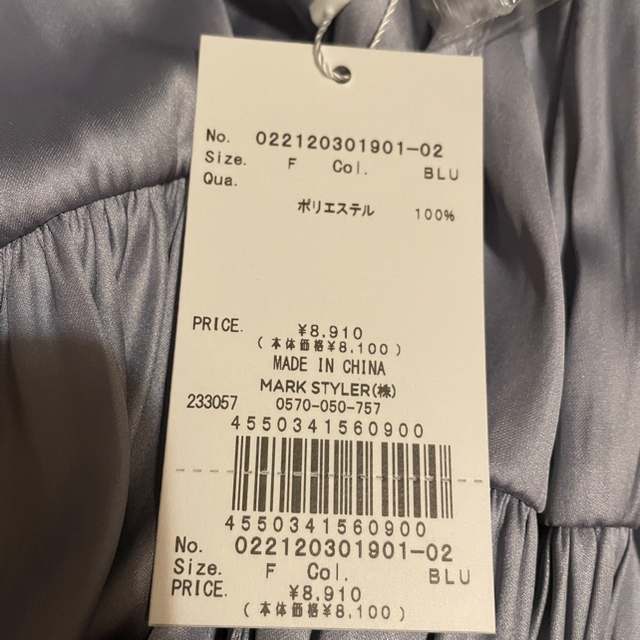 No. 022120301901-02
Size. F Col. BLU
Qua.
ポリエステル 100%
PRICE. ¥8,910
(本体価格¥8,100)
MADE IN CHINA
MARK STYLER(株)
233057 0570-050-757
4550341560900
4550341560900
No. 022120301901-02
Size. F Col. BLU
PRICE. ¥8,910
(本体価格¥8,100)